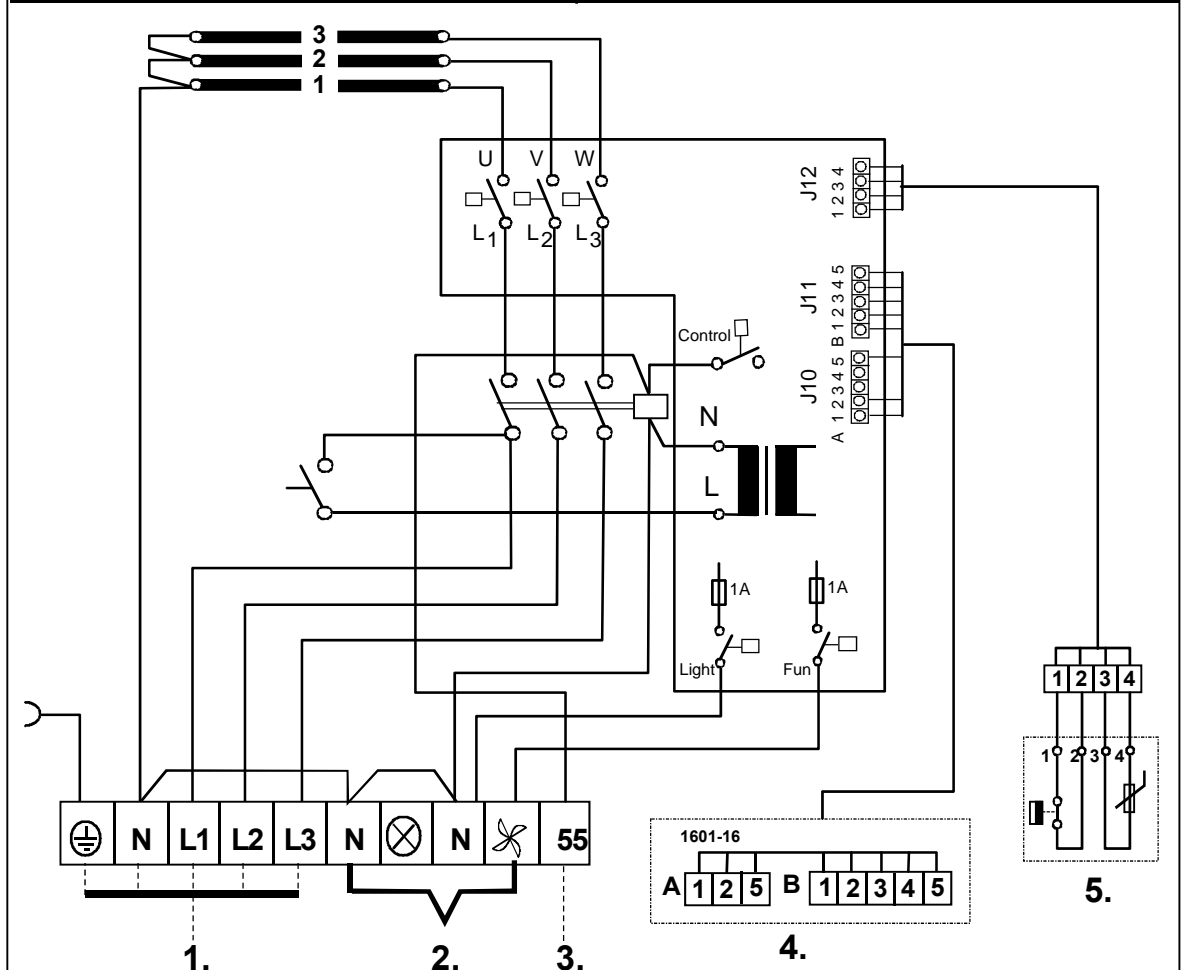 3
2
1
U V W
L1 L2 L3
J12
1 2 3 4
J11
B 1 2 3 4 5
J10
A 1 2 3 4 5
Control
N
L
1A 1A
Light Fun
1 2 3 4
1 2 3 4
5.
N L1 L2 L3 N N 55
1. 2. 3.
1601-16
A 1 2 5 B 1 2 3 4 5
4.